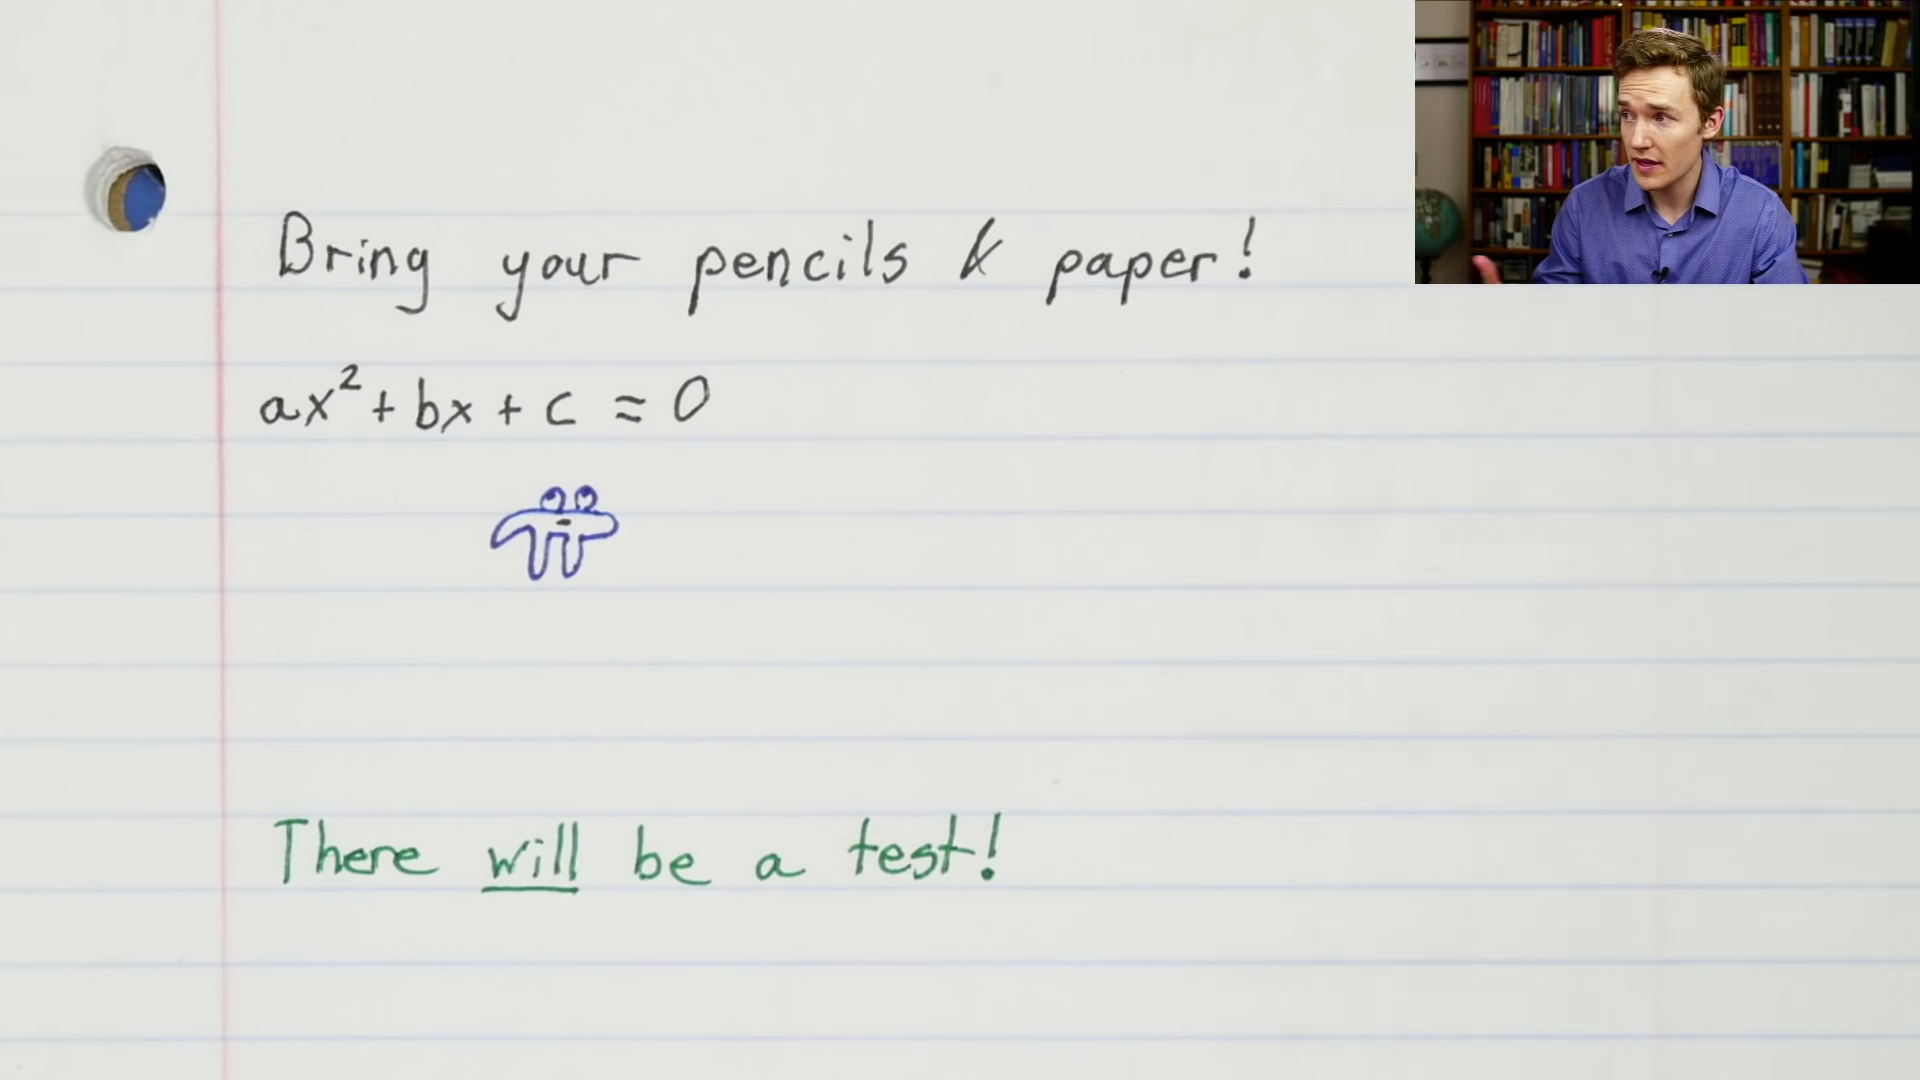 Bring your pencils & paper!
ax² + bx + c = 0
There will be a test!